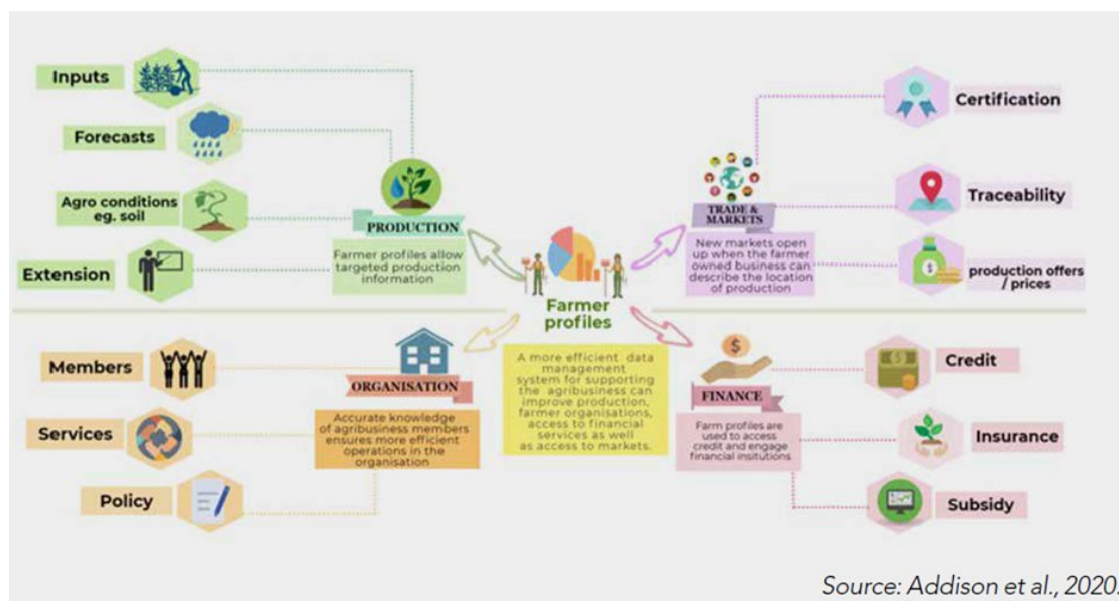 Inputs
Forecasts
Agro conditions
eg. soil
Extension
PRODUCTION
Farmer profiles allow
targeted production
information
Certification
Traceability
production offers
/ prices
TRADE &
MARKETS
New markets open
up when the farmer
owned business can
describe the location
of production
Farmer
profiles
A more efficient data
management
system for supporting
the agribusiness can
improve production,
farmer organisations,
access to financial
services as well
as access to markets.
Members
Services
Policy
ORGANISATION
Accurate knowledge
of agribusiness members
ensures more efficient
operations in the
organisation
$
FINANCE
Farm profiles are
used to access
credit and engage
financial insitutions
Credit
Insurance
Subsidy
Source: Addison et al., 2020.